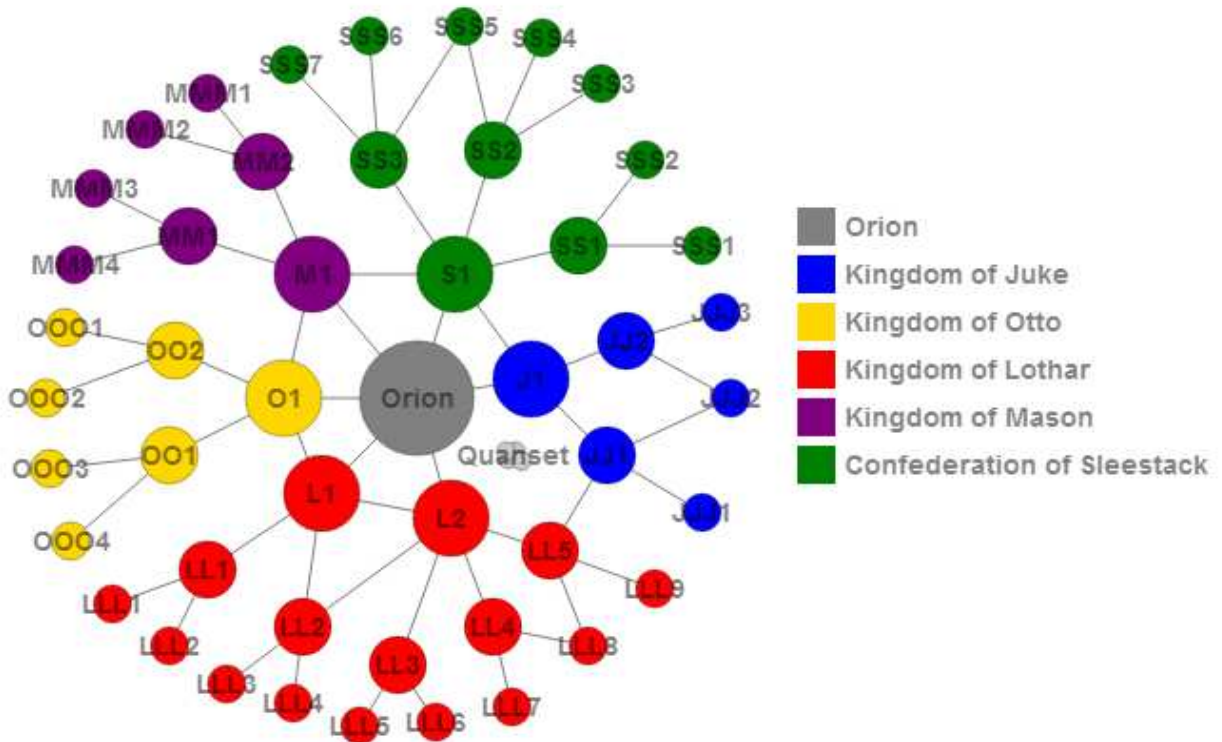 SSS6
SSS5
SSS4
SSS7
SSS3
MMM1
MMM2
MM2
SS3
SS2
SSS2
MMM3
MM1
SS1
SSS1
MMM4
M1
S1
Orion
Kingdom of Juke
Kingdom of Otto
Kingdom of Lothar
Kingdom of Mason
Confederation of Sleestack
JJJ3
OOO1
OO2
JJ2
J1
OOO2
O1
Orion
JJJ2
OOO3
OO1
Quanset
JJ1
L1
L2
JJJ1
OOO4
LL5
LL1
LLL9
LLL1
LL2
LL4
LLL2
LLL8
LL3
LLL3
LLL4
LLL7
LLL5
LLL6